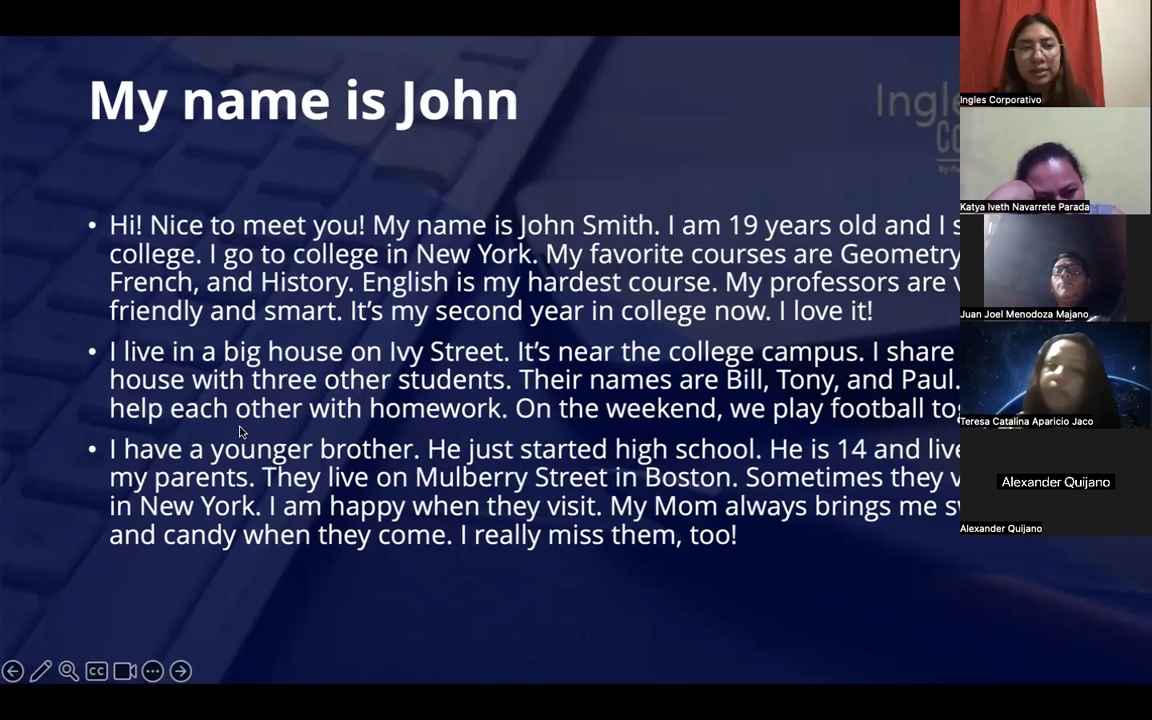 My name is John
• Hi! Nice to meet you! My name is John Smith. I am 19 years old and I
college. I go to college in New York. My favorite courses are Geometry
French, and History. English is my hardest course. My professors are
friendly and smart. It’s my second year in college now. I love it!
• I live in a big house on Ivy Street. It’s near the college campus. I share
house with three other students. Their names are Bill, Tony, and Paul.
help each other with homework. On the weekend, we play football
• I have a younger brother. He just started high school. He is 14 and
my parents. They live on Mulberry Street in Boston. Sometimes they
in New York. I am happy when they visit. My Mom always brings me
and candy when they come. I really miss them, too!
CC
Ingles Corporativo
Katya Iveth Navarrete Parada
Juan Joel Menodoza Majano
Teresa Catalina Aparicio Jaco
Alexander Quijano
Alexander Quijano